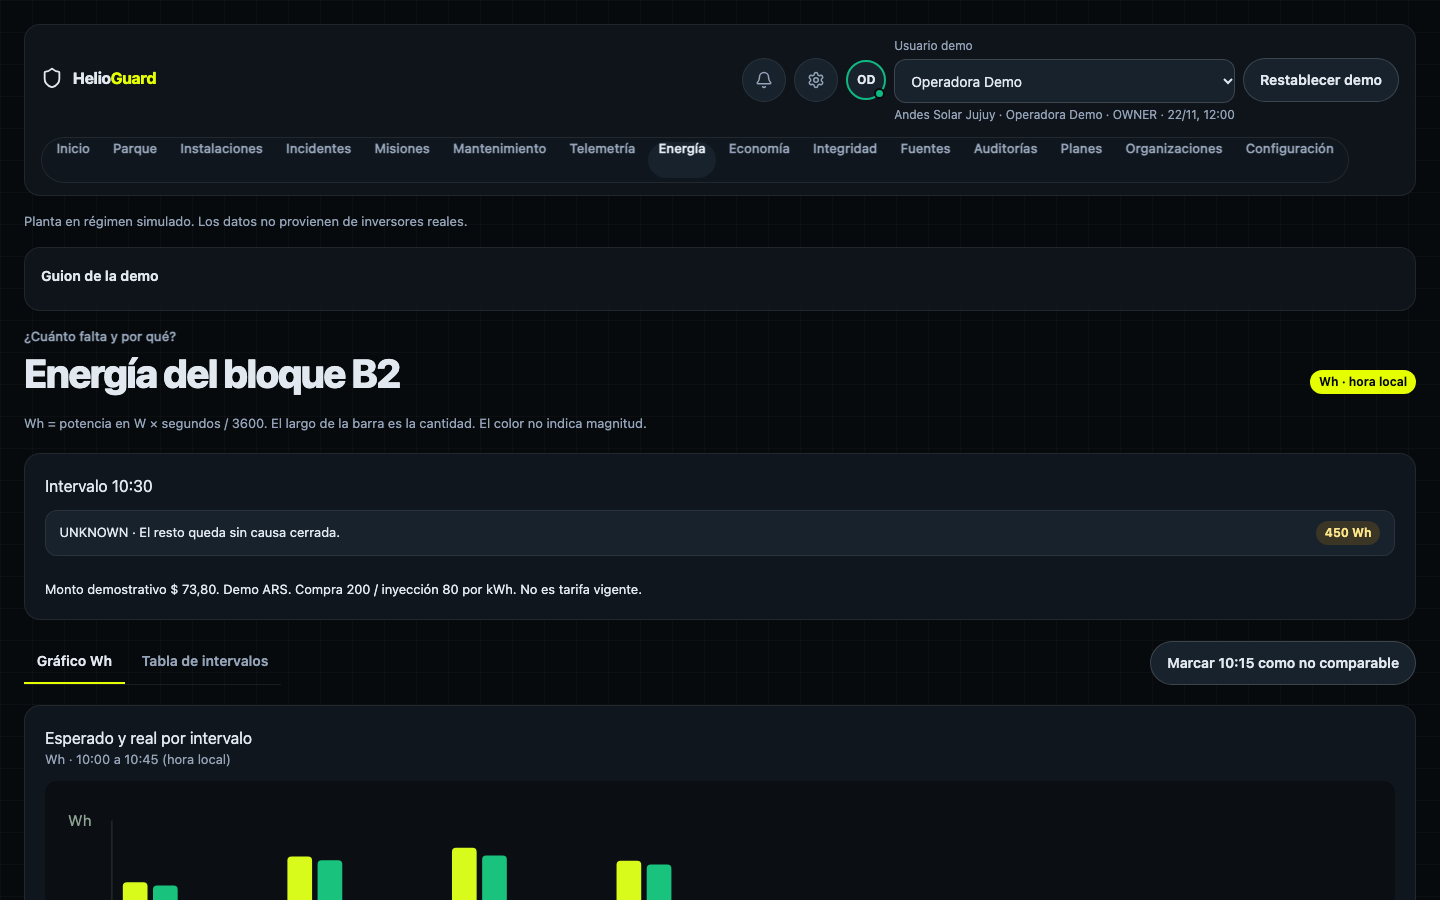 HelioGuard
OD
Usuario demo
Operadora Demo
Restablecer demo
Andes Solar Jujuy · Operadora Demo · OWNER · 22/11, 12:00
Inicio Parque Instalaciones Incidentes Misiones Mantenimiento Telemetría Energía Economía Integridad Fuentes Auditorías Planes Organizaciones Configuración
Planta en régimen simulado. Los datos no provienen de inversores reales.
Guion de la demo
¿Cuánto falta y por qué?
Energía del bloque B2
Wh · hora local
Wh = potencia en W × segundos / 3600. El largo de la barra es la cantidad. El color no indica magnitud.
Intervalo 10:30
UNKNOWN · El resto queda sin causa cerrada.
450 Wh
Monto demostrativo $ 73,80. Demo ARS. Compra 200 / inyección 80 por kWh. No es tarifa vigente.
Gráfico Wh Tabla de intervalos
Marcar 10:15 como no comparable
Esperado y real por intervalo
Wh · 10:00 a 10:45 (hora local)
Wh